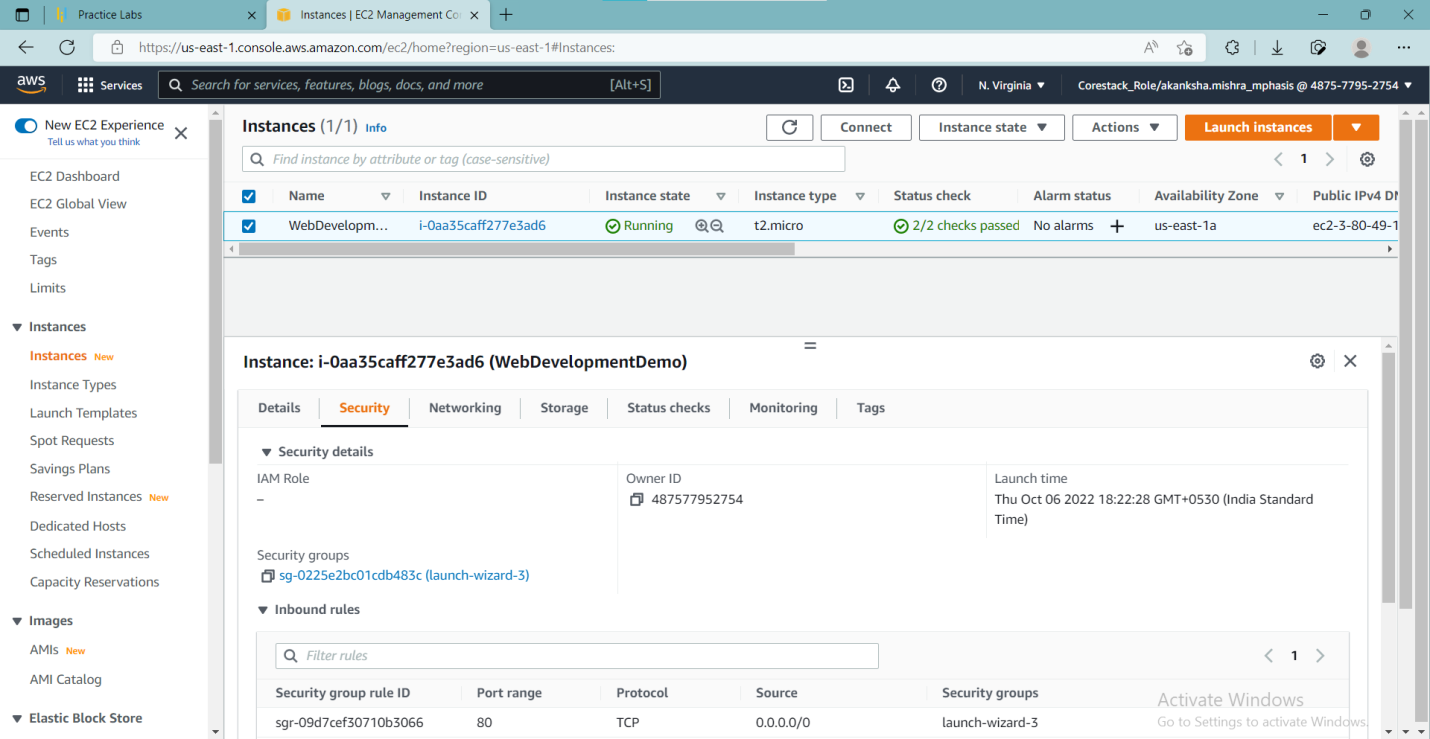 Practice Labs
Instances | EC2 Management Co
https://us-east-1.console.aws.amazon.com/ec2/home?region=us-east-1#Instances:
aws
Services
Search for services, features, blogs, docs, and more
[Alt+S]
N. Virginia
Corestack_Role/akanksha.mishra_mphasis @ 4875-7795-2754
New EC2 Experience
Tell us what you think
EC2 Dashboard
EC2 Global View
Events
Tags
Limits
Instances
Instances New
Instance Types
Launch Templates
Spot Requests
Savings Plans
Reserved Instances New
Dedicated Hosts
Scheduled Instances
Capacity Reservations
Images
AMIs New
AMI Catalog
Elastic Block Store
Instances (1/1) Info
Connect
Instance state
Actions
Launch instances
Find instance by attribute or tag (case-sensitive)
1
Name Instance ID Instance state Instance type Status check Alarm status Availability Zone Public IPv4 DN
WebDevelopm... i-0aa35caff277e3ad6 Running t2.micro 2/2 checks passed No alarms + us-east-1a ec2-3-80-49-1
Instance: i-0aa35caff277e3ad6 (WebDevelopmentDemo)
Details Security Networking Storage Status checks Monitoring Tags
Security details
IAM Role
–
Owner ID
487577952754
Launch time
Thu Oct 06 2022 18:22:28 GMT+0530 (India Standard
Time)
Security groups
sg-0225e2bc01cdb483c (launch-wizard-3)
Inbound rules
Filter rules
1
Security group rule ID Port range Protocol Source Security groups
sgr-09d7cef30710b3066 80 TCP 0.0.0.0/0 launch-wizard-3
Activate Windows
Go to Settings to activate Windows.